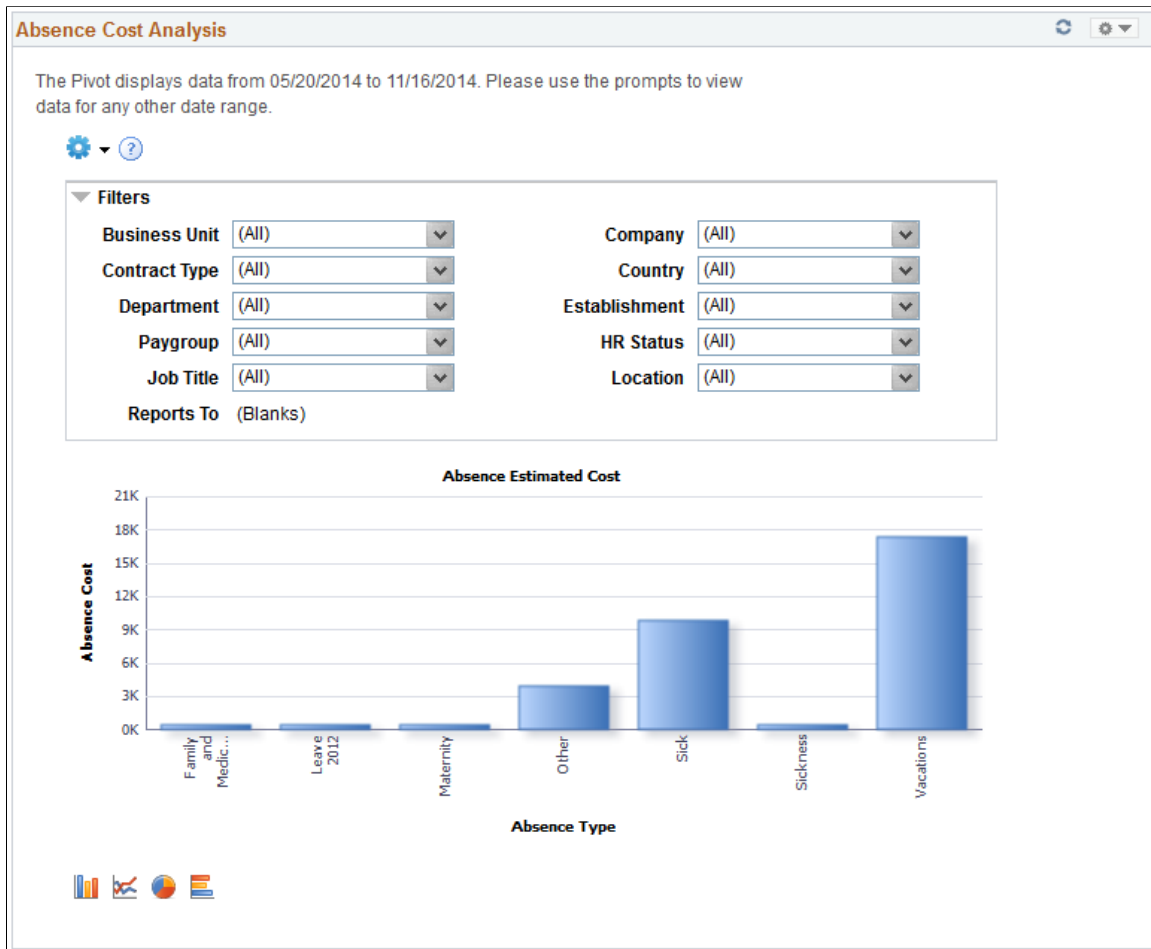 Absence Cost Analysis
The Pivot displays data from 05/20/2014 to 11/16/2014. Please use the prompts to view
data for any other date range.
?
Filters
Business Unit (All) Company (All)
Contract Type (All) Country (All)
Department (All) Establishment (All)
Paygroup (All) HR Status (All)
Job Title (All) Location (All)
Reports To (Blanks)
Absence Estimated Cost
21K
18K
15K
12K
9K
6K
3K
0K
Absence Cost
Family
and
Medic...
Leave
2012
Maternity
Other
Sick
Sickness
Vacations
Absence Type